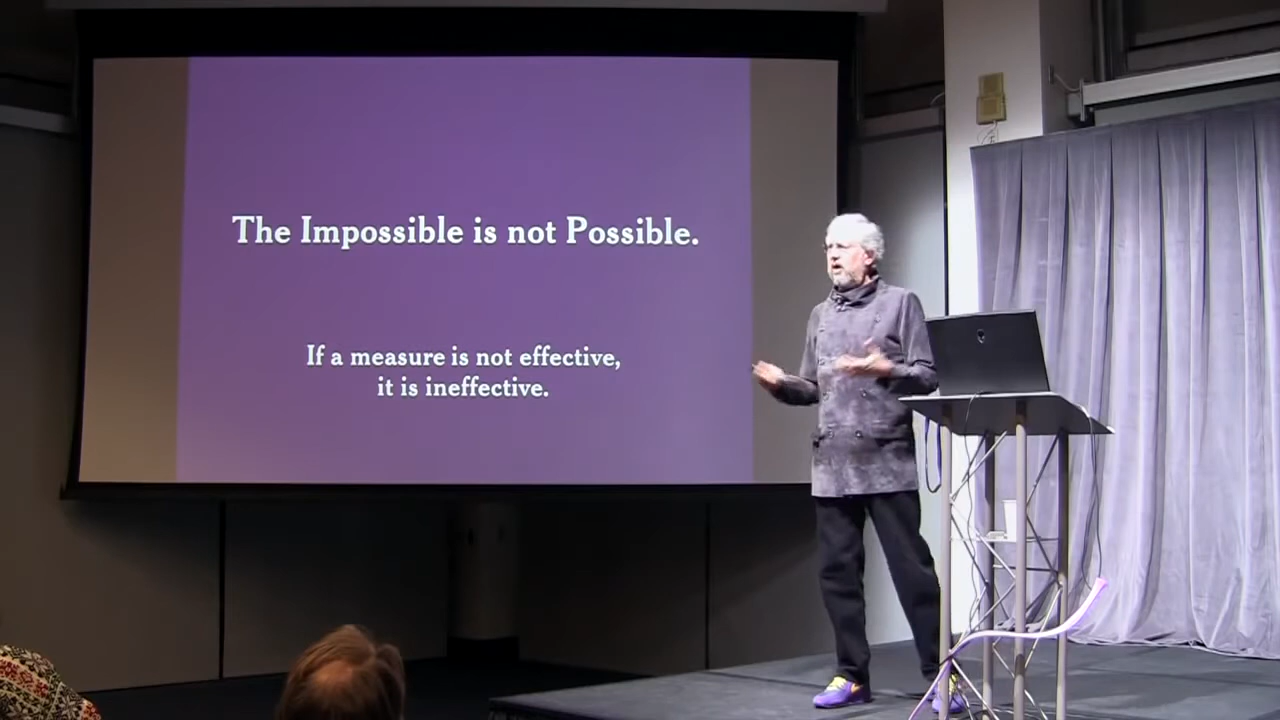 The Impossible is not Possible.
If a measure is not effective,
it is ineffective.